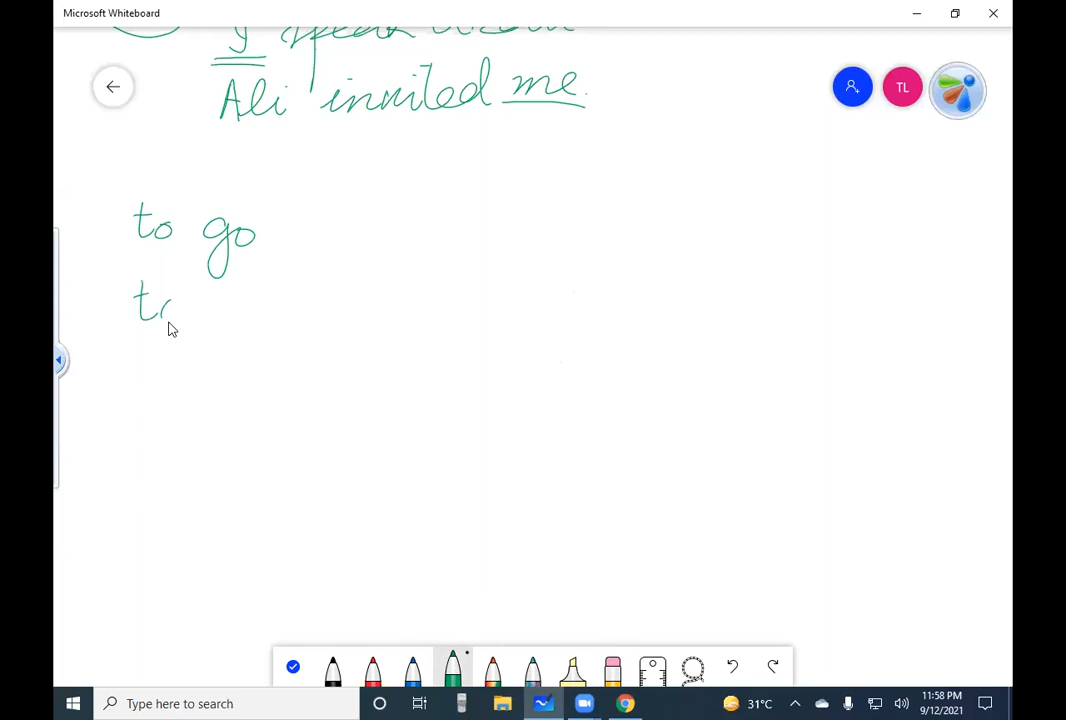 Microsoft Whiteboard
Ali invited me.
TL
to go
to
Type here to search
31°C
11:58 PM
9/12/2021